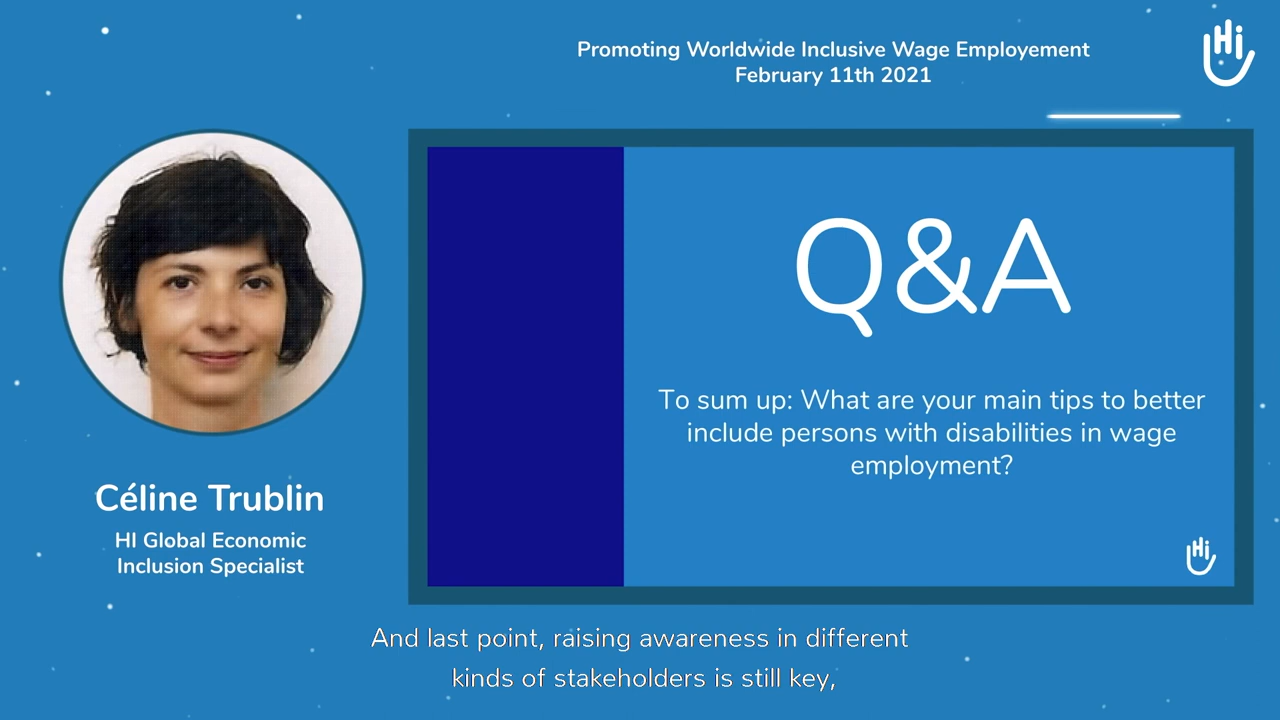 Promoting Worldwide Inclusive Wage Employement
February 11th 2021
Hi
Q&A
To sum up: What are your main tips to better
include persons with disabilities in wage
employment?
Hi
Céline Trublin
HI Global Economic
Inclusion Specialist
And last point, raising awareness in different
kinds of stakeholders is still key,